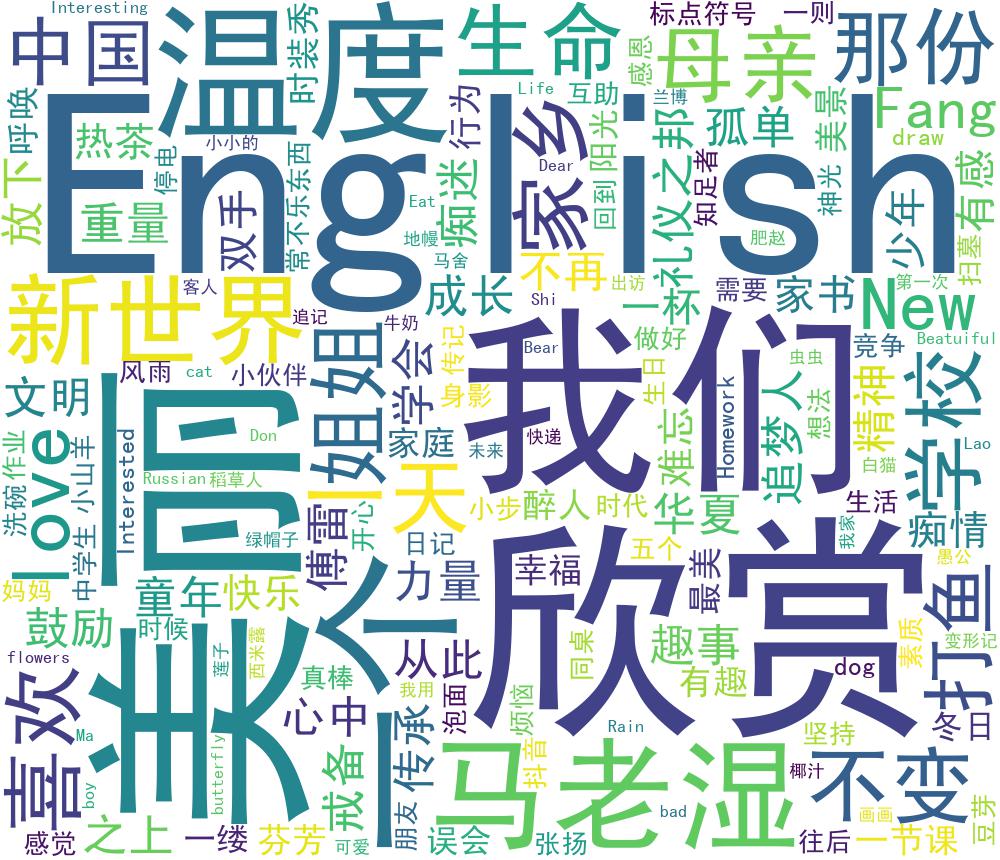 Interesting
标点符号
一则
中国
温度
时装秀
生命
感恩
母亲
那份
呼唤
热茶
停电
小小的
English
Life
互助
兰博
行为
家乡
Dear
阳光
礼仪之邦
孤单
美景
Fang
draw
放下
重量
双手
常不乐
东西
Eat
痴迷
地幔
马舍
回到
知足者
肥赵
神光
少年
有感
扫墓
新世界
客人
追记
牛奶
成长
不再
出访
Shi
一杯
需要
家书
第一次
New
姐姐
学会
传记
Bear
做好
我们
竞争
虫虫
Beatuiful
文明
风雨
cat
小伙伴
美丽
身影
生日
Homework
追梦人
想法
精神
学校
love
洗碗
作业
小山羊
Interested
Don
Russian
稻草人
家庭
未来
快递
难忘
白猫
Lao
中学生
绿帽子
一天
傅雷
开心
日记
小步
醉人
时代
华夏
生活
痴情
我家
妈妈
童年
快乐
一个
力量
幸福
五个
最美
欣赏
愚公
打鱼
鼓励
时候
莲子
西米露
从此
同桌
趣事
素质
变形记
flowers
喜欢
真棒
我用
泡面
有趣
dog
Ma
boy
butterfly
心中
传承
烦恼
Rain
坚持
冬日
戒备
马老湿
抖音
bad
椰汁
不变
画画
豆芽
感觉
之上
一缕
芬芳
可爱
朋友
误会
张扬
往后
一节课